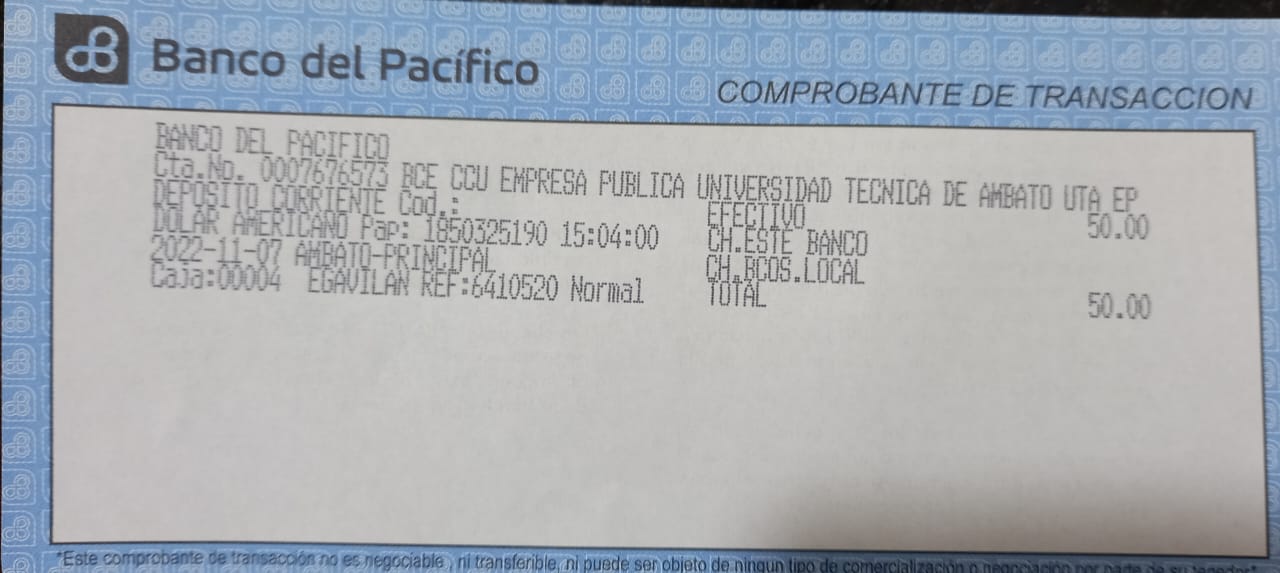 Banco del Pacífico
COMPROBANTE DE TRANSACCION
BANCO DEL PACIFICO
Cta.No. 0007676573 BCE CCU EMPRESA PUBLICA UNIVERSIDAD TECNICA DE AMBATO UTA EP
DEPOSITO CORRIENTE Cod.: EFECTIVO 50.00
DOLAR AMERICANO Pap: 1850325190 15:04:00 CH.ESTE BANCO
2022-11-07 AMBATO-PRINCIPAL CH.BCOS.LOCAL
Caja:00004 EGAVILAN REF:6410520 Normal TOTAL 50.00
*Este comprobante de transacción no es negociable , ni transferible, ni puede ser objeto de ningun tipo de comercialización o negociación por parte de su tenedor*